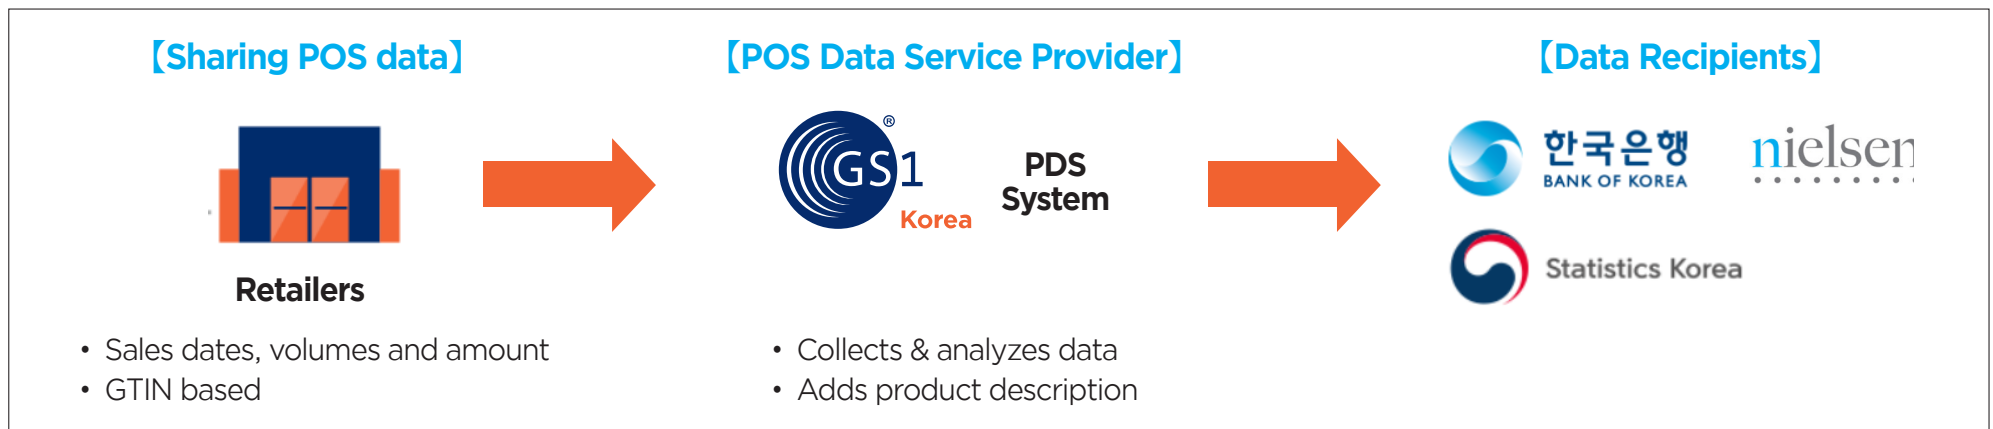 【Sharing POS data】
Retailers
• Sales dates, volumes and amount
• GTIN based
【POS Data Service Provider】
GS1®
Korea
PDS
System
• Collects & analyzes data
• Adds product description
【Data Recipients】
한국은행
BANK OF KOREA
nielsen
Statistics Korea